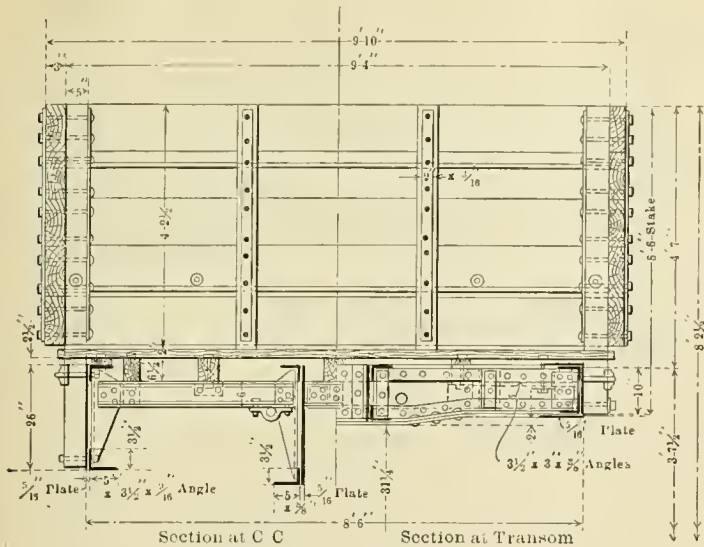 9'-10"
9'-4"
3"
5"
2" x 3/16
4'-2½"
5'-6"-Stake
4'-7"
8'-2½"
2½"
2"
6½"
26"
6"
10"
3½"
3½"
31¼"
2"
5/16 Plate
3½" x 3" x 5/8 Angles
3'-7½"
5/16" Plate
5 x 3½" x 5/16 Angle
5 x 5/8"
5/16 Plate
8'-6"
Section at C C
Section at Transom